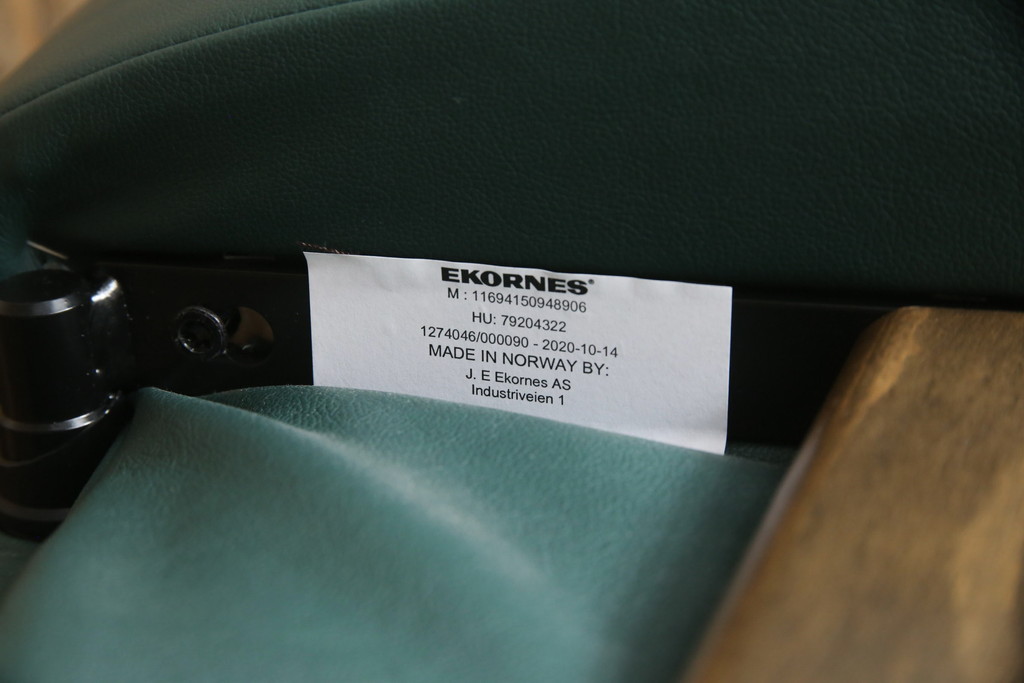 EKORNES®
M : 11694150948906
HU: 79204322
1274046/000090 - 2020-10-14
MADE IN NORWAY BY:
J. E Ekornes AS
Industriveien 1